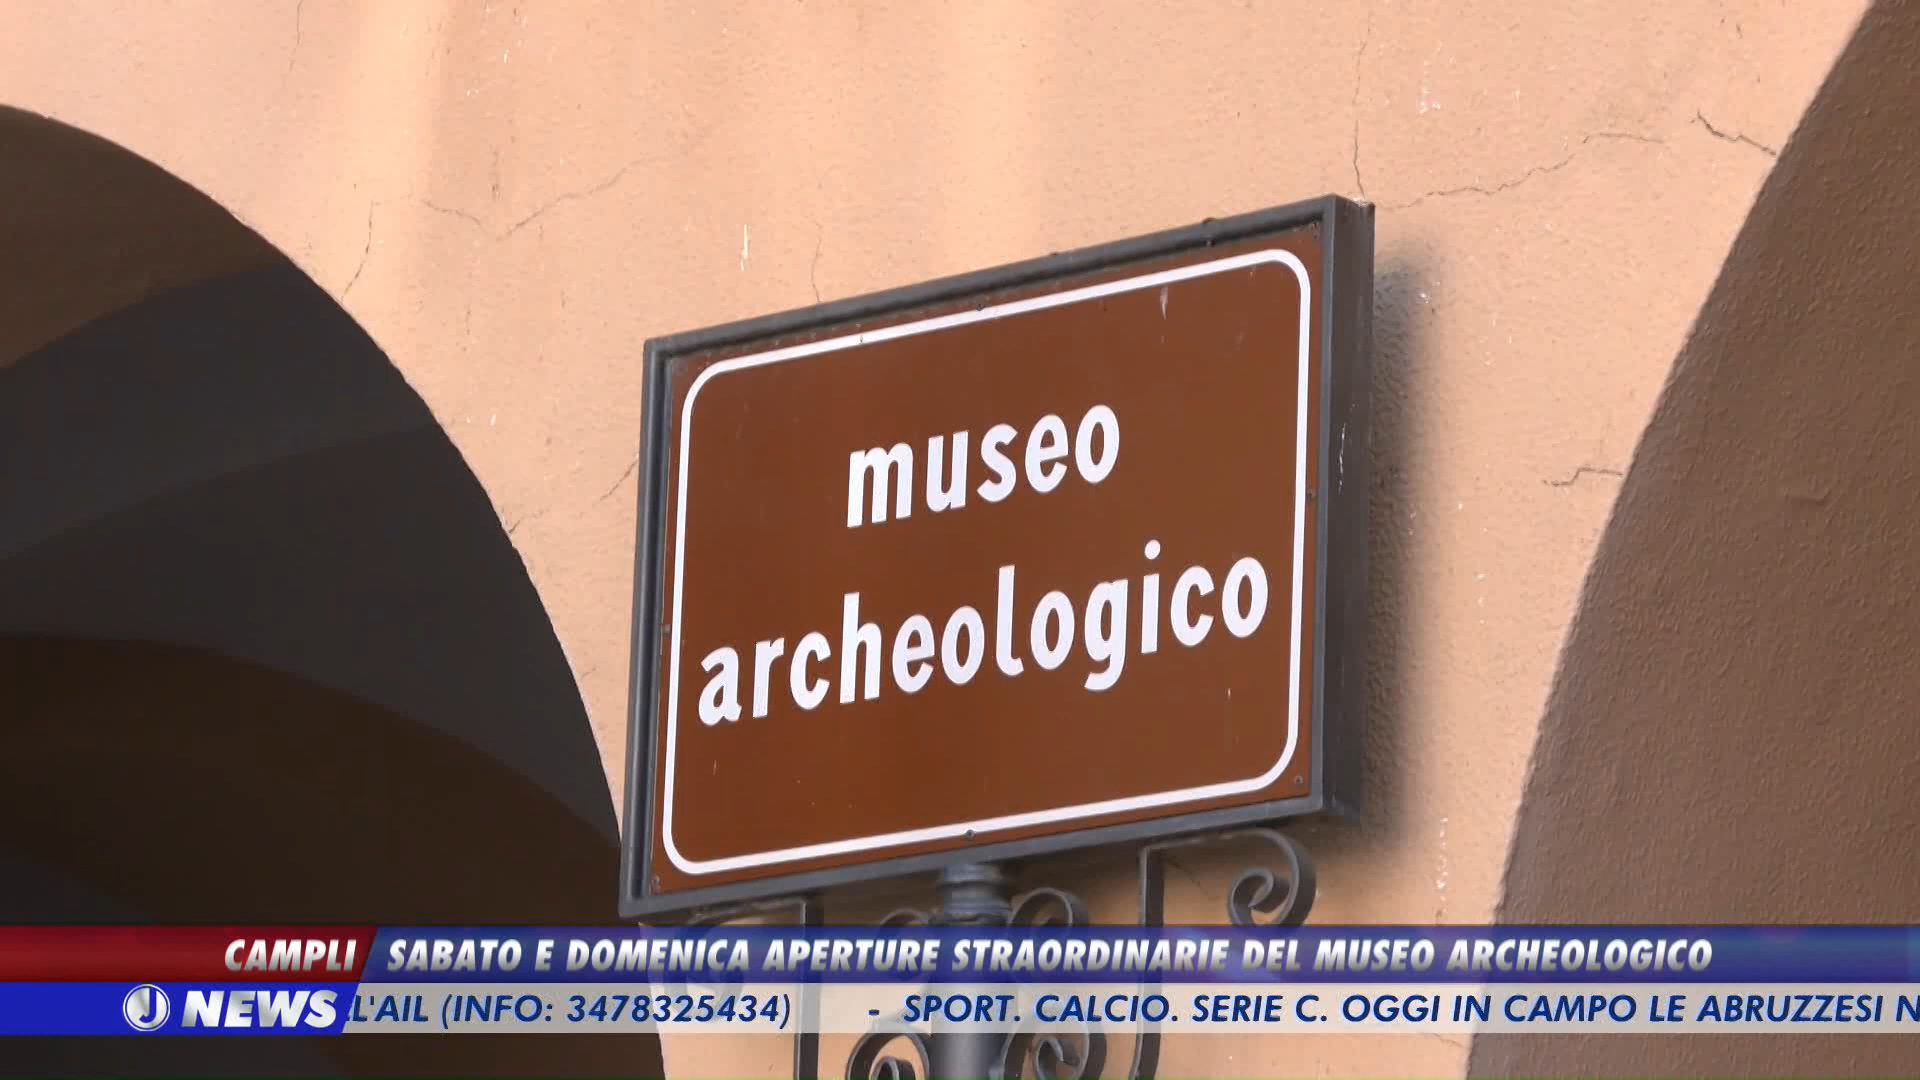 museo
archeologico
CAMPLI SABATO E DOMENICA APERTURE STRAORDINARIE DEL MUSEO ARCHEOLOGICO
J NEWS L'AIL (INFO: 3478325434) - SPORT. CALCIO. SERIE C. OGGI IN CAMPO LE ABRUZZESI N